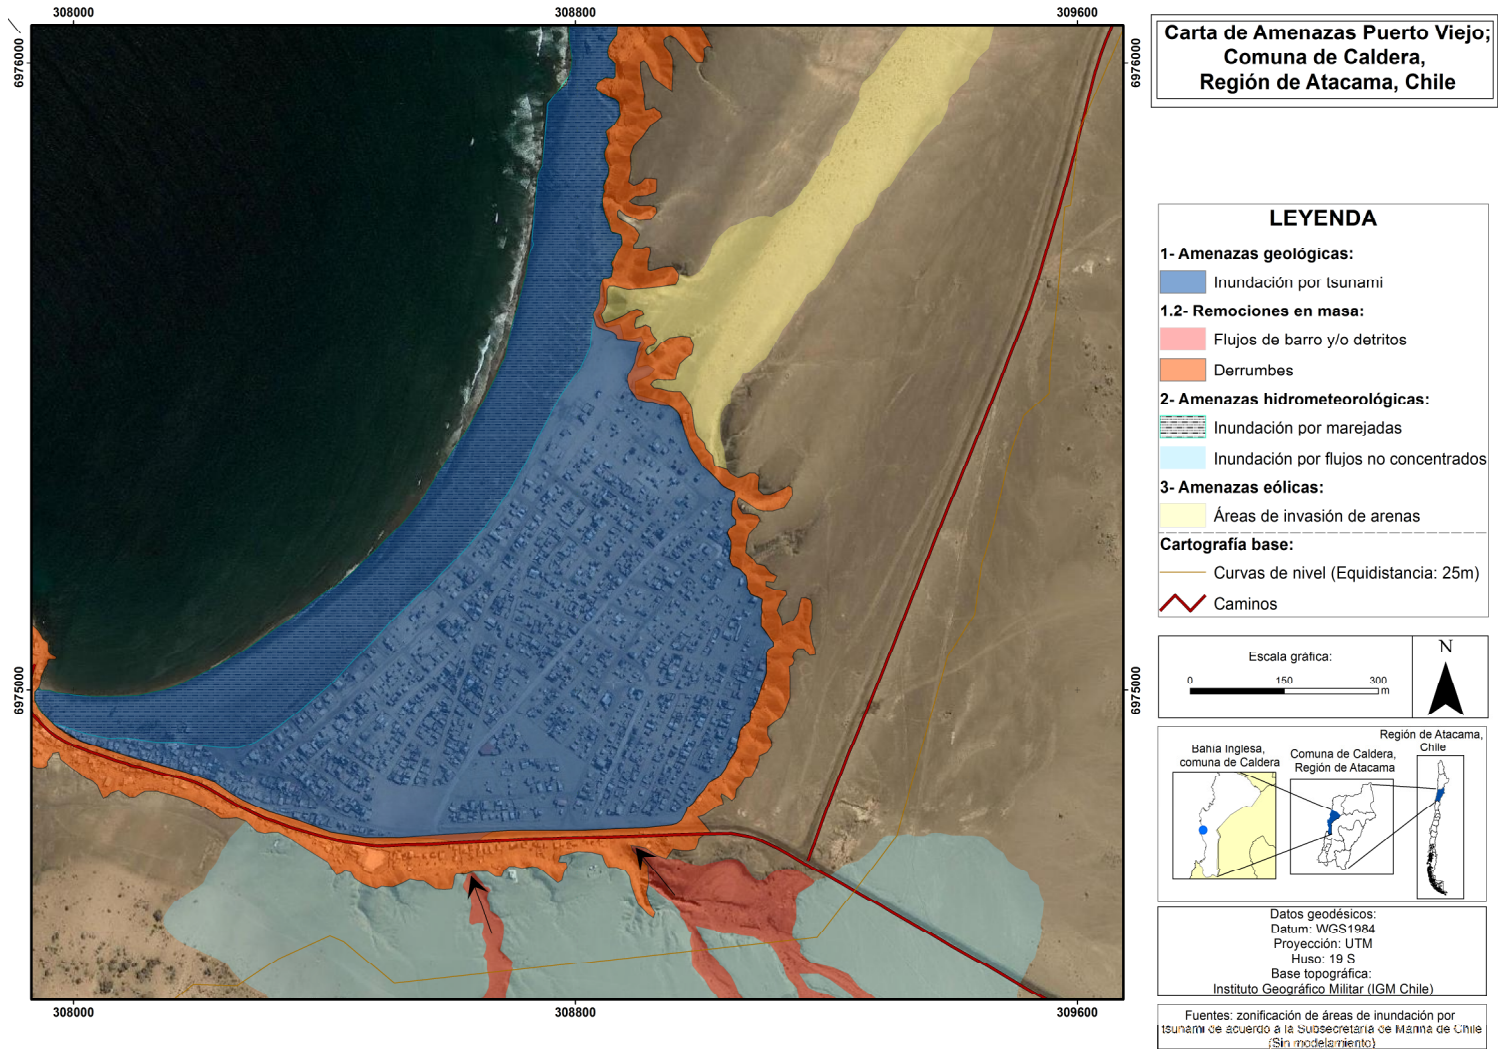 308000
308800
309600
6976000
6976000
6975000
6975000
308000
308800
309600
Carta de Amenazas Puerto Viejo;
Comuna de Caldera,
Región de Atacama, Chile
LEYENDA
1- Amenazas geológicas:
Inundación por tsunami
1.2- Remociones en masa:
Flujos de barro y/o detritos
Derrumbes
2- Amenazas hidrometeorológicas:
Inundación por marejadas
Inundación por flujos no concentrados
3- Amenazas eólicas:
Áreas de invasión de arenas
Cartografía base:
Curvas de nivel (Equidistancia: 25m)
Caminos
Escala gráfica:
0 150 300 m
N
Región de Atacama,
Chile
Bahía Inglesa,
comuna de Caldera
Comuna de Caldera,
Región de Atacama
Datos geodésicos:
Datum: WGS1984
Proyección: UTM
Huso: 19 S
Base topográfica:
Instituto Geográfico Militar (IGM Chile)
Fuentes: zonificación de áreas de inundación por
tsunami de acuerdo a la Subsecretaría de Marina de Chile
(Sin modelamiento)